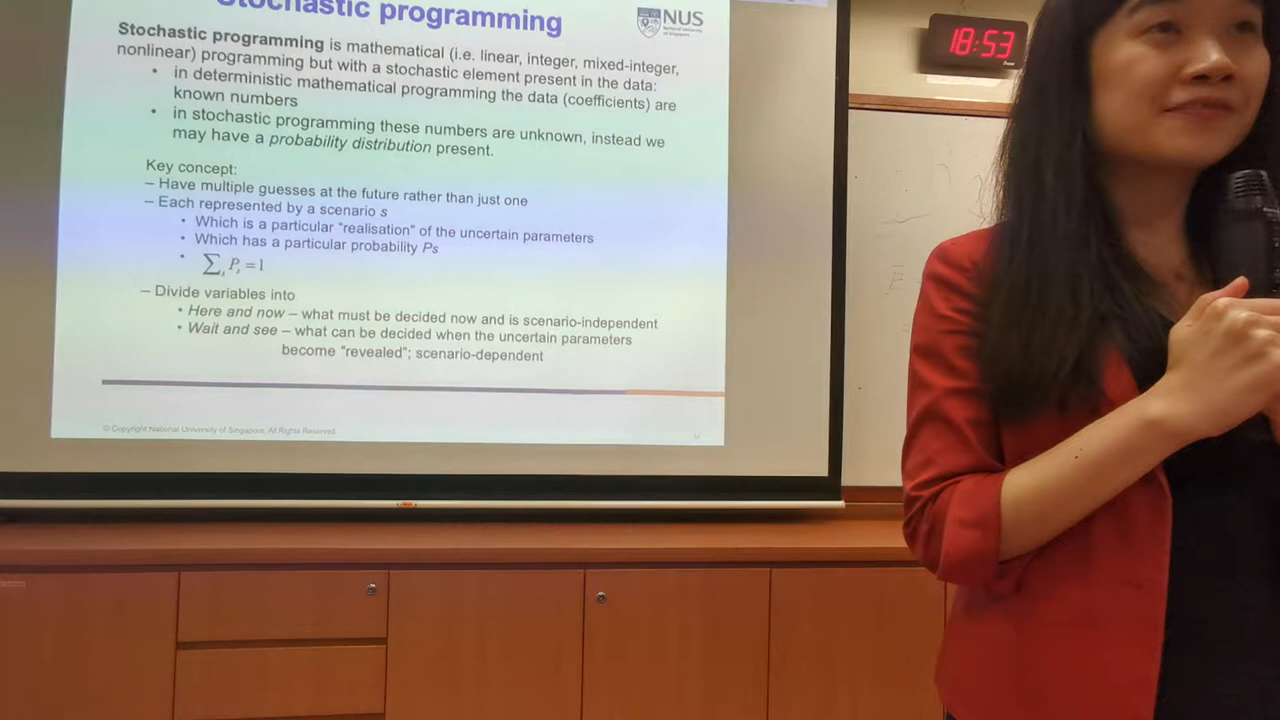 Stochastic programming
NUS
National University
of Singapore
18:53
Stochastic programming is mathematical (i.e. linear, integer, mixed-integer,
nonlinear) programming but with a stochastic element present in the data:
• in deterministic mathematical programming the data (coefficients) are
known numbers
• in stochastic programming these numbers are unknown, instead we
may have a probability distribution present.
Key concept:
– Have multiple guesses at the future rather than just one
– Each represented by a scenario s
• Which is a particular "realisation" of the uncertain parameters
• Which has a particular probability Ps
• ∑s Ps = 1
– Divide variables into
• Here and now – what must be decided now and is scenario-independent
• Wait and see – what can be decided when the uncertain parameters
become "revealed"; scenario-dependent
© Copyright National University of Singapore. All Rights Reserved.